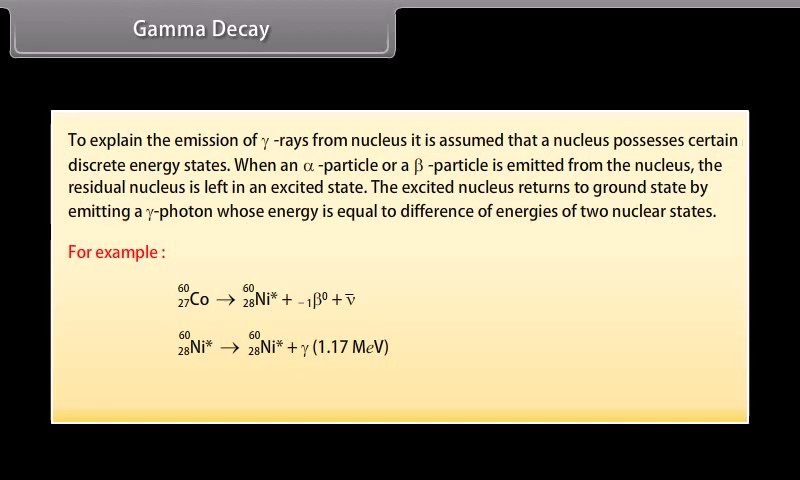 Gamma Decay
To explain the emission of γ -rays from nucleus it is assumed that a nucleus possesses certain
discrete energy states. When an α -particle or a β -particle is emitted from the nucleus, the
residual nucleus is left in an excited state. The excited nucleus returns to ground state by
emitting a γ-photon whose energy is equal to difference of energies of two nuclear states.
For example :
⁶⁰₂₇Co → ⁶⁰₂₈Ni* + ₋₁β⁰ + ν̅
⁶⁰₂₈Ni* → ⁶⁰₂₈Ni* + γ (1.17 MeV)